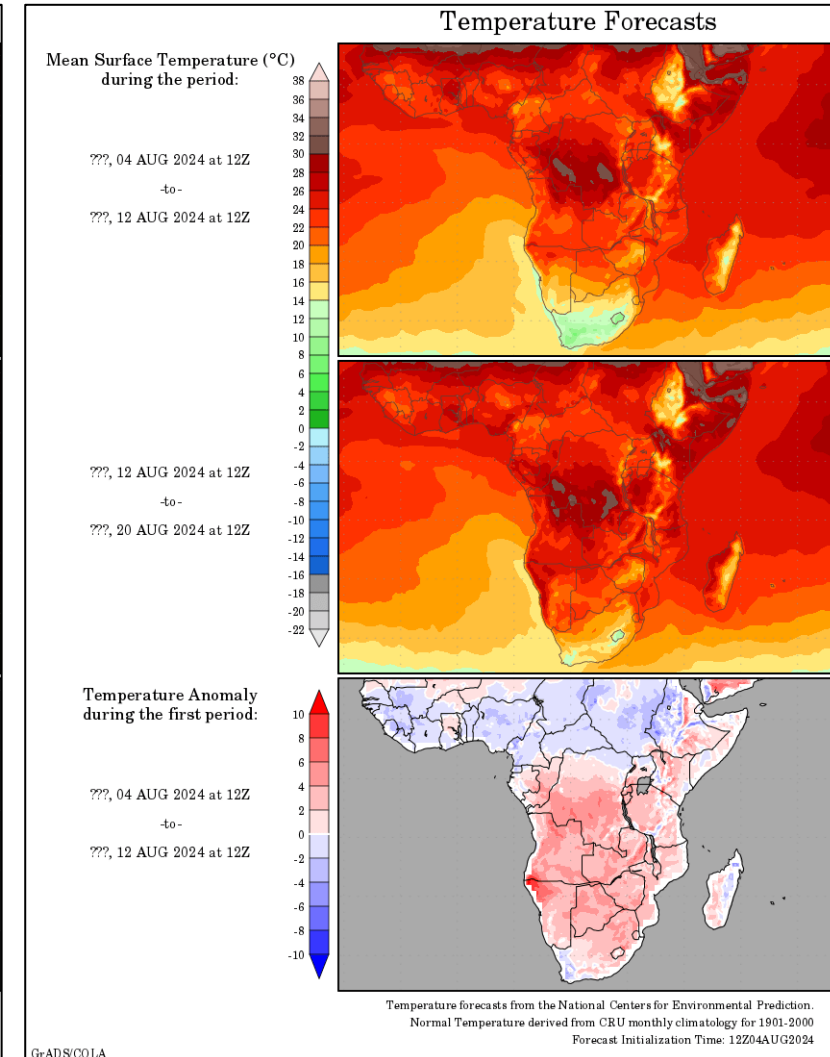 Temperature Forecasts
Mean Surface Temperature (°C)
during the period:
???, 04 AUG 2024 at 12Z
-to-
???, 12 AUG 2024 at 12Z
38
36
34
32
30
28
26
24
22
20
18
16
14
12
10
8
6
4
2
0
-2
-4
-6
-8
-10
-12
-14
-16
-18
-20
-22
???, 12 AUG 2024 at 12Z
-to-
???, 20 AUG 2024 at 12Z
Temperature Anomaly
during the first period:
???, 04 AUG 2024 at 12Z
-to-
???, 12 AUG 2024 at 12Z
10
8
6
4
2
0
-2
-4
-6
-8
-10
Temperature forecasts from the National Centers for Environmental Prediction.
Normal Temperature derived from CRU monthly climatology for 1901-2000
Forecast Initialization Time: 12Z04AUG2024
GrADS/COLA